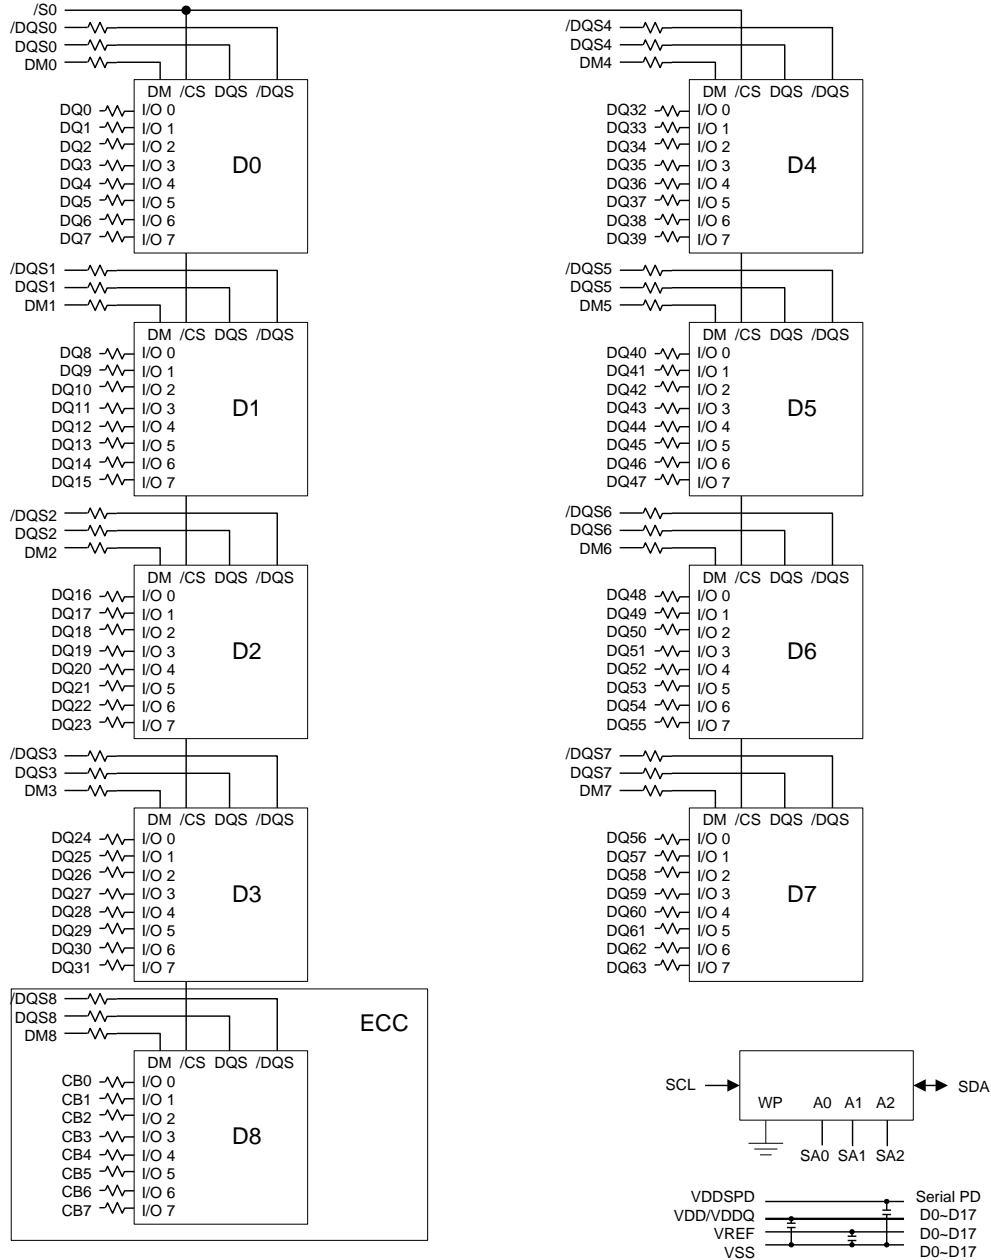 /S0
/DQS0
DQS0
DM0
DM /CS DQS /DQS
DQ0 I/O 0
DQ1 I/O 1
DQ2 I/O 2
DQ3 I/O 3
DQ4 I/O 4
DQ5 I/O 5
DQ6 I/O 6
DQ7 I/O 7
D0
/DQS1
DQS1
DM1
DM /CS DQS /DQS
DQ8 I/O 0
DQ9 I/O 1
DQ10 I/O 2
DQ11 I/O 3
DQ12 I/O 4
DQ13 I/O 5
DQ14 I/O 6
DQ15 I/O 7
D1
/DQS2
DQS2
DM2
DM /CS DQS /DQS
DQ16 I/O 0
DQ17 I/O 1
DQ18 I/O 2
DQ19 I/O 3
DQ20 I/O 4
DQ21 I/O 5
DQ22 I/O 6
DQ23 I/O 7
D2
/DQS3
DQS3
DM3
DM /CS DQS /DQS
DQ24 I/O 0
DQ25 I/O 1
DQ26 I/O 2
DQ27 I/O 3
DQ28 I/O 4
DQ29 I/O 5
DQ30 I/O 6
DQ31 I/O 7
D3
/DQS8
DQS8
DM8
ECC
DM /CS DQS /DQS
CB0 I/O 0
CB1 I/O 1
CB2 I/O 2
CB3 I/O 3
CB4 I/O 4
CB5 I/O 5
CB6 I/O 6
CB7 I/O 7
D8
/DQS4
DQS4
DM4
DM /CS DQS /DQS
DQ32 I/O 0
DQ33 I/O 1
DQ34 I/O 2
DQ35 I/O 3
DQ36 I/O 4
DQ37 I/O 5
DQ38 I/O 6
DQ39 I/O 7
D4
/DQS5
DQS5
DM5
DM /CS DQS /DQS
DQ40 I/O 0
DQ41 I/O 1
DQ42 I/O 2
DQ43 I/O 3
DQ44 I/O 4
DQ45 I/O 5
DQ46 I/O 6
DQ47 I/O 7
D5
/DQS6
DQS6
DM6
DM /CS DQS /DQS
DQ48 I/O 0
DQ49 I/O 1
DQ50 I/O 2
DQ51 I/O 3
DQ52 I/O 4
DQ53 I/O 5
DQ54 I/O 6
DQ55 I/O 7
D6
/DQS7
DQS7
DM7
DM /CS DQS /DQS
DQ56 I/O 0
DQ57 I/O 1
DQ58 I/O 2
DQ59 I/O 3
DQ60 I/O 4
DQ61 I/O 5
DQ62 I/O 6
DQ63 I/O 7
D7
SCL SDA
WP A0 A1 A2
SA0 SA1 SA2
VDDSPD Serial PD
VDD/VDDQ D0~D17
VREF D0~D17
VSS D0~D17